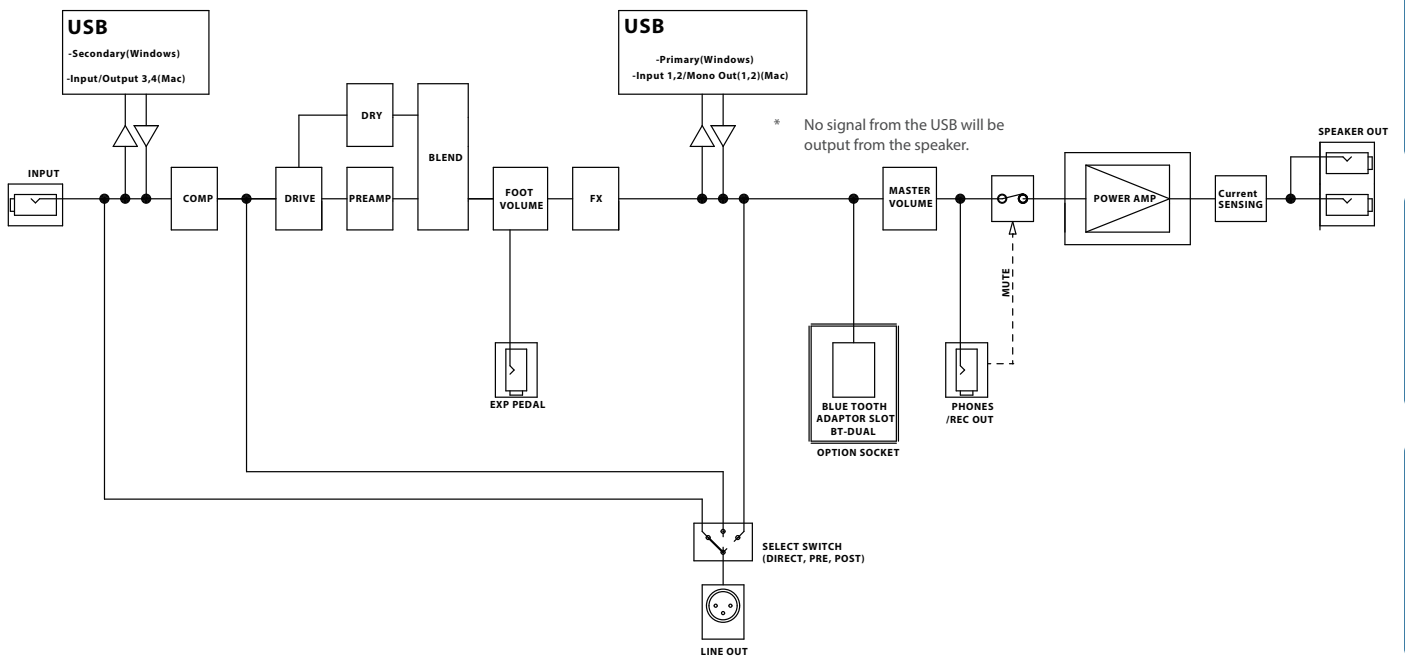 USB
-Secondary(Windows)
-Input/Output 3,4(Mac)
USB
-Primary(Windows)
-Input 1,2/Mono Out(1,2)(Mac)
* No signal from the USB will be
output from the speaker.
SPEAKER OUT
INPUT
DRY
BLEND
COMP
DRIVE
PREAMP
FOOT
VOLUME
FX
MASTER
VOLUME
POWER AMP
Current
SENSING
MUTE
EXP PEDAL
BLUE TOOTH
ADAPTOR SLOT
BT-DUAL
OPTION SOCKET
PHONES
/REC OUT
SELECT SWITCH
(DIRECT, PRE, POST)
LINE OUT